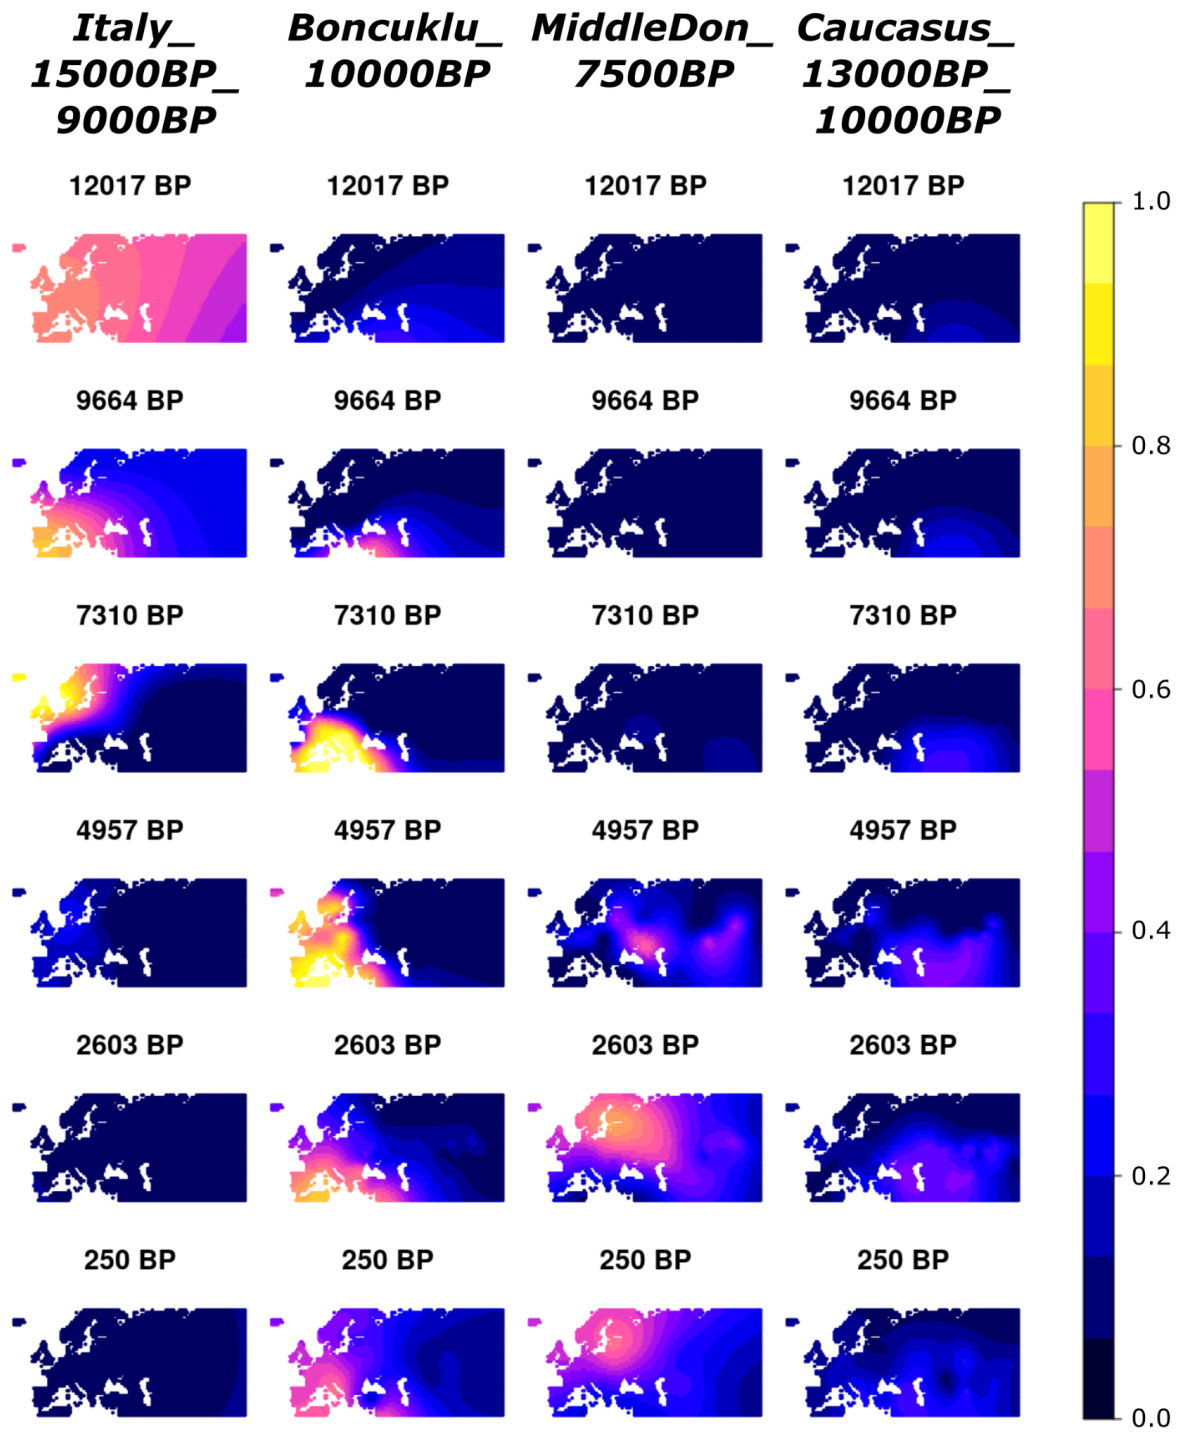 Italy_
15000BP_
9000BP
Boncuklu_
10000BP
MiddleDon_
7500BP
Caucasus_
13000BP_
10000BP
12017 BP 12017 BP 12017 BP 12017 BP
9664 BP 9664 BP 9664 BP 9664 BP
7310 BP 7310 BP 7310 BP 7310 BP
4957 BP 4957 BP 4957 BP 4957 BP
2603 BP 2603 BP 2603 BP 2603 BP
250 BP 250 BP 250 BP 250 BP
1.0
0.8
0.6
0.4
0.2
0.0